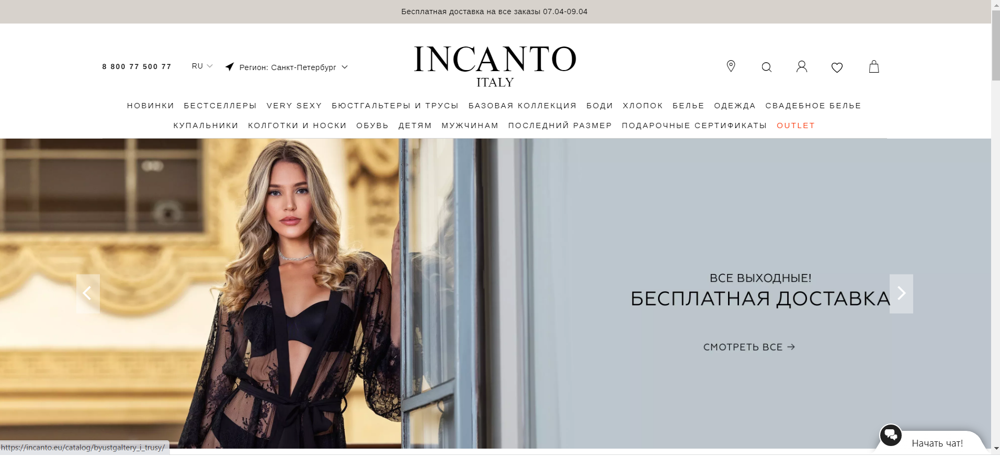 Бесплатная доставка на все заказы 07.04-09.04
8 800 77 500 77
RU
Регион: Санкт-Петербург
INCANTO
ITALY
НОВИНКИ БЕСТСЕЛЛЕРЫ VERY SEXY БЮСТГАЛЬТЕРЫ И ТРУСЫ БАЗОВАЯ КОЛЛЕКЦИЯ БОДИ ХЛОПОК БЕЛЬЕ ОДЕЖДА СВАДЕБНОЕ БЕЛЬЕ
КУПАЛЬНИКИ КОЛГОТКИ И НОСКИ ОБУВЬ ДЕТЯМ МУЖЧИНАМ ПОСЛЕДНИЙ РАЗМЕР ПОДАРОЧНЫЕ СЕРТИФИКАТЫ OUTLET
ВСЕ ВЫХОДНЫЕ!
БЕСПЛАТНАЯ ДОСТАВКА
СМОТРЕТЬ ВСЕ →
Начать чат!
https://incanto.eu/catalog/byustgaltery_i_trusy/